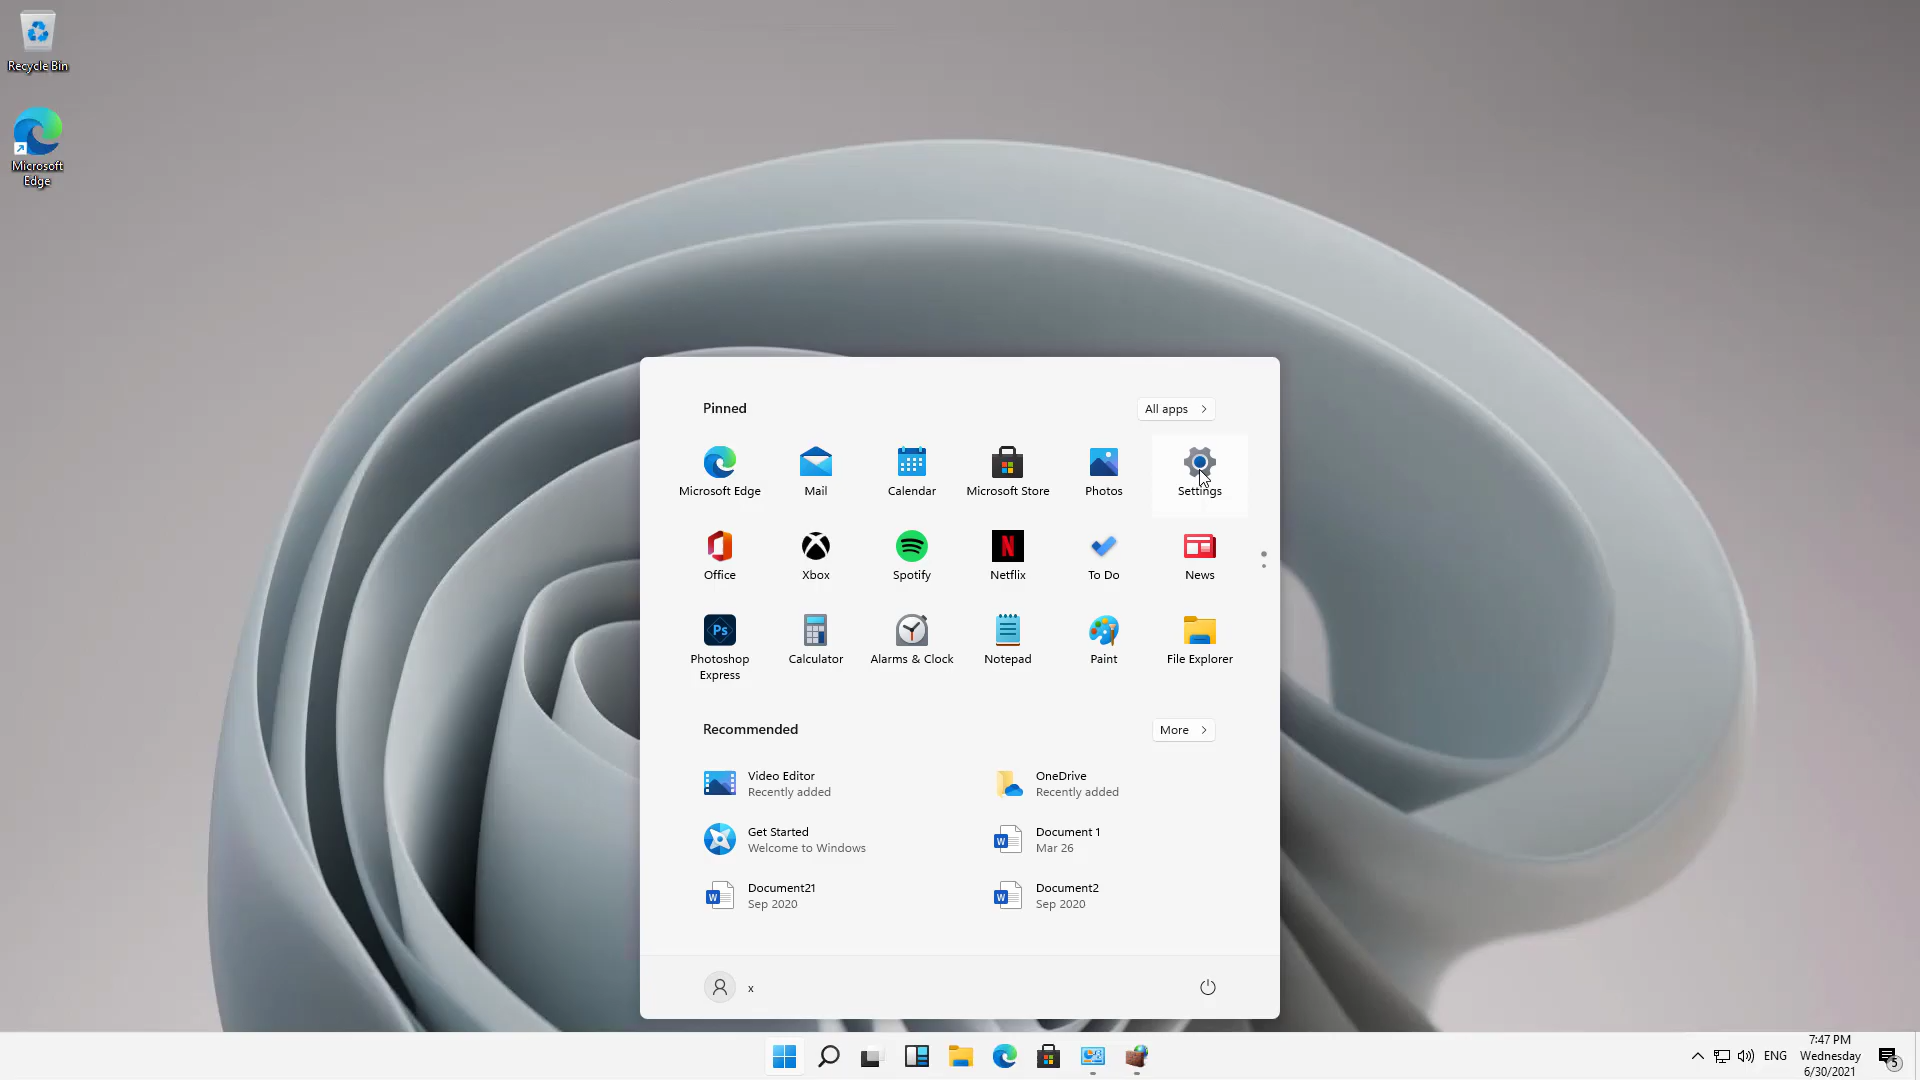 Recycle Bin
Microsoft
Edge
Pinned
All apps
Microsoft Edge
Mail
Calendar
Microsoft Store
Photos
Settings
Office
Xbox
Spotify
N
Netflix
To Do
News
Ps
Photoshop
Express
Calculator
Alarms & Clock
Notepad
Paint
File Explorer
Recommended
More
Video Editor
Recently added
OneDrive
Recently added
Get Started
Welcome to Windows
W
Document 1
Mar 26
W
Document21
Sep 2020
W
Document2
Sep 2020
x
ENG
7:47 PM
Wednesday
6/30/2021
5